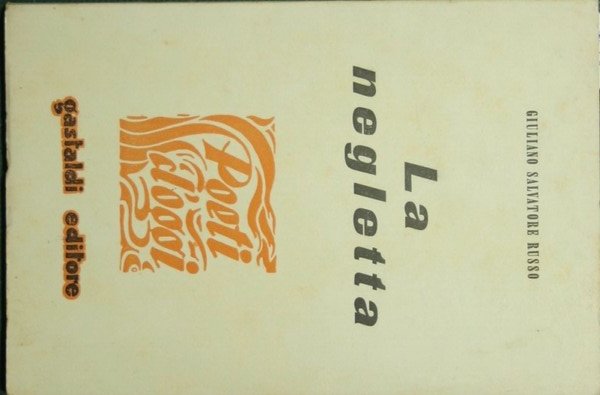 GIULIANO SALVATORE RUSSO
La
negletta
Poeti
d'oggi
gastaldi editore